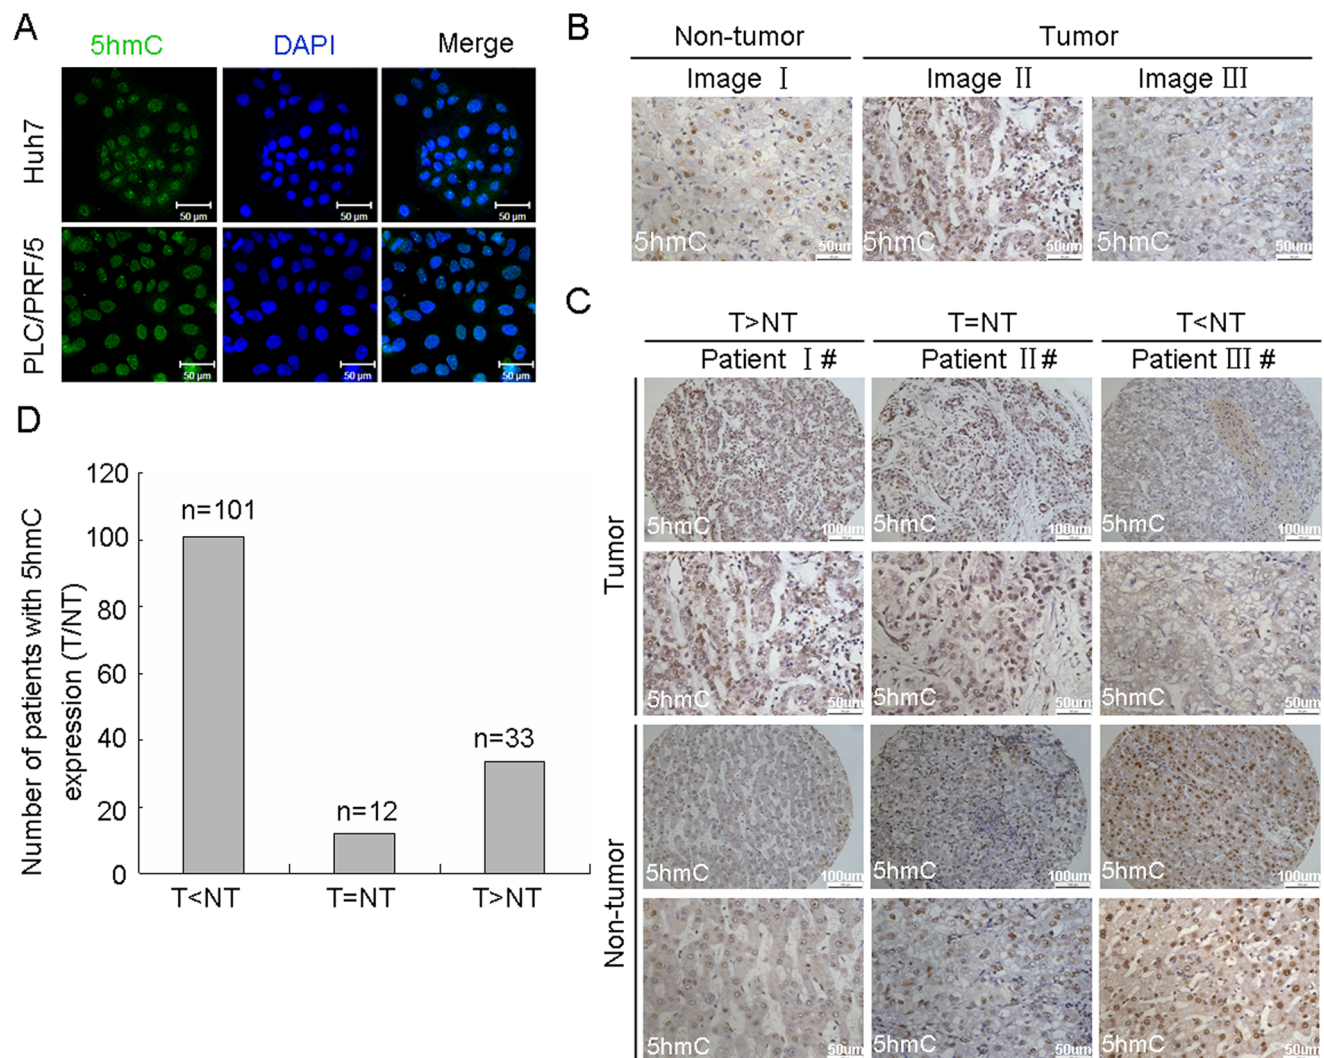 A
5hmC DAPI Merge
Huh7
50 µm 50 µm 50 µm
PLC/PRF/5
50 µm 50 µm 50 µm
B
Non-tumor Tumor
Image Ⅰ Image Ⅱ Image Ⅲ
5hmC 50um 5hmC 50um 5hmC 50um
C
T>NT T=NT T<NT
Patient Ⅰ# Patient Ⅱ# Patient Ⅲ#
Tumor
5hmC 100um 5hmC 100um 5hmC 100um
5hmC 50um 5hmC 50um 5hmC 50um
Non-tumor
5hmC 100um 5hmC 100um 5hmC 100um
5hmC 50um 5hmC 50um 5hmC 50um
D
Number of patients with 5hmC
expression (T/NT)
120
100
80
60
40
20
0
n=101
n=12
n=33
T<NT T=NT T>NT